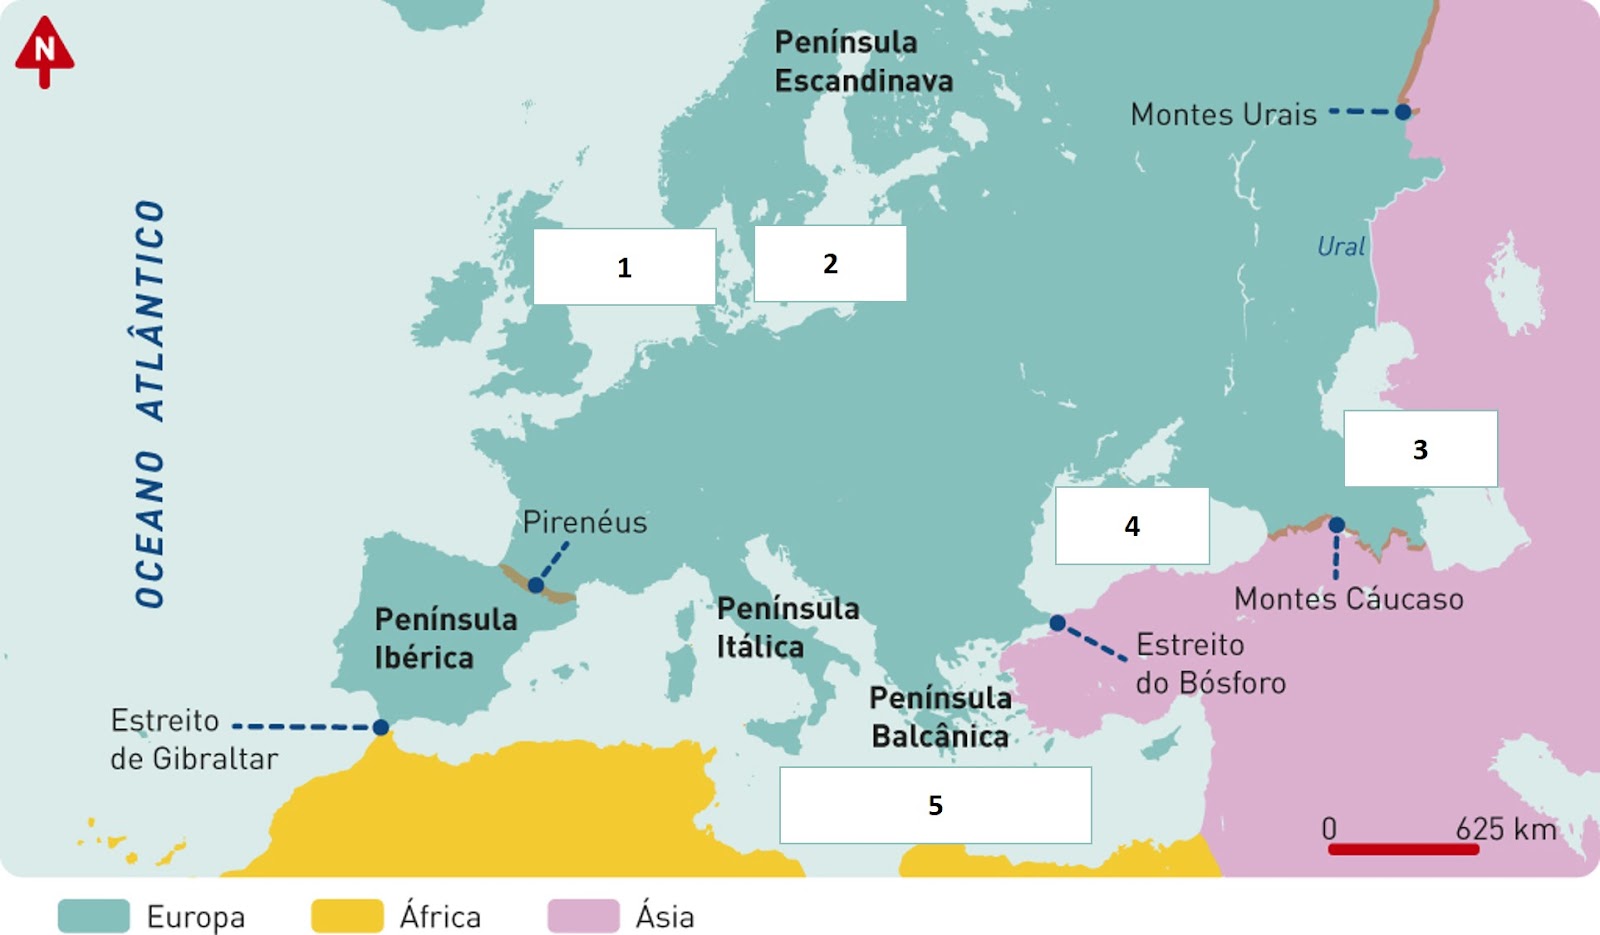 N
Península
Escandinava
Montes Urais
OCEANO ATLÂNTICO
1
2
Ural
3
4
Pirenéus
Montes Cáucaso
Península
Ibérica
Península
Itálica
Estreito
do Bósforo
Península
Balcânica
Estreito
de Gibraltar
5
0 625 km
Europa África Ásia